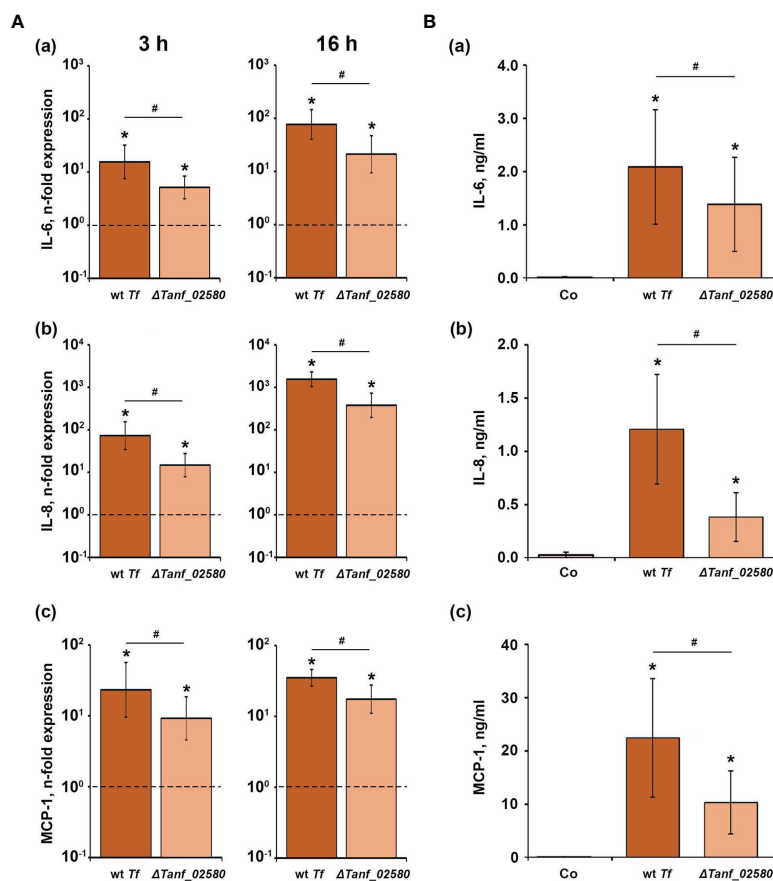 A
B
3 h
16 h
(a)
IL-6, n-fold expression
10³
10²
10¹
10⁰
10⁻¹
*
#
*
wt Tf
ΔTanf_02580
10³
10²
10¹
10⁰
10⁻¹
*
#
*
wt Tf
ΔTanf_02580
(a)
IL-6, ng/ml
4.0
3.0
2.0
1.0
0.0
*
#
*
Co
wt Tf
ΔTanf_02580
(b)
IL-8, n-fold expression
10⁴
10³
10²
10¹
10⁰
10⁻¹
*
#
*
wt Tf
ΔTanf_02580
10⁴
10³
10²
10¹
10⁰
10⁻¹
*
#
*
wt Tf
ΔTanf_02580
(b)
IL-8, ng/ml
2.0
1.5
1.0
0.5
0.0
*
#
*
Co
wt Tf
ΔTanf_02580
(c)
MCP-1, n-fold expression
10²
10¹
10⁰
10⁻¹
*
#
*
wt Tf
ΔTanf_02580
10²
10¹
10⁰
10⁻¹
*
#
*
wt Tf
ΔTanf_02580
(c)
MCP-1, ng/ml
40
30
20
10
0
*
#
*
Co
wt Tf
ΔTanf_02580